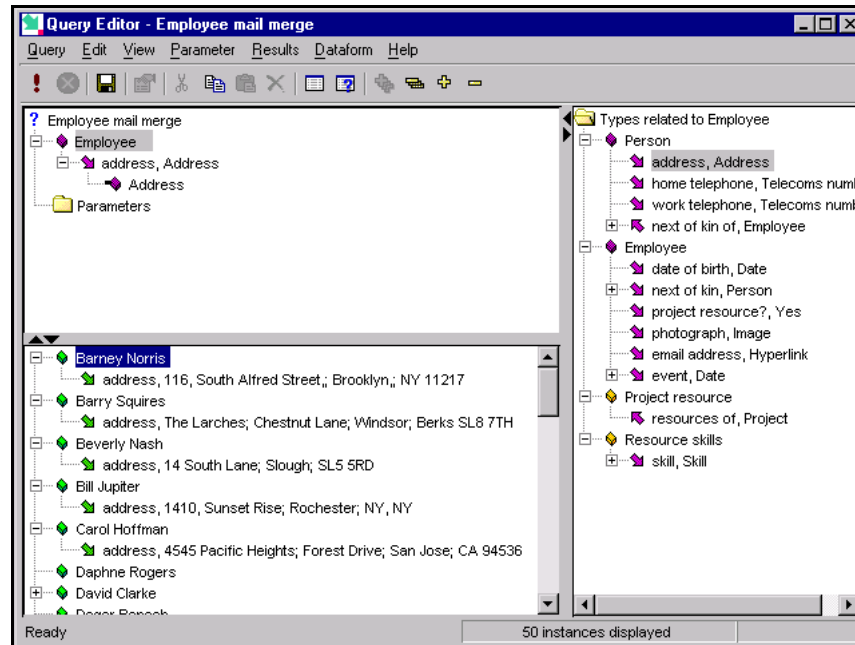 Query Editor - Employee mail merge
Query Edit View Parameter Results Dataform Help
? Employee mail merge
Employee
address, Address
Address
Parameters
Barney Norris
address, 116, South Alfred Street,; Brooklyn,; NY 11217
Barry Squires
address, The Larches; Chestnut Lane; Windsor; Berks SL8 7TH
Beverly Nash
address, 14 South Lane; Slough; SL5 5RD
Bill Jupiter
address, 1410, Sunset Rise; Rochester; NY, NY
Carol Hoffman
address, 4545 Pacific Heights; Forest Drive; San Jose; CA 94536
Daphne Rogers
David Clarke
Types related to Employee
Person
address, Address
home telephone, Telecoms numb
work telephone, Telecoms numb
next of kin of, Employee
Employee
date of birth, Date
next of kin, Person
project resource?, Yes
photograph, Image
email address, Hyperlink
event, Date
Project resource
resources of, Project
Resource skills
skill, Skill
Ready
50 instances displayed